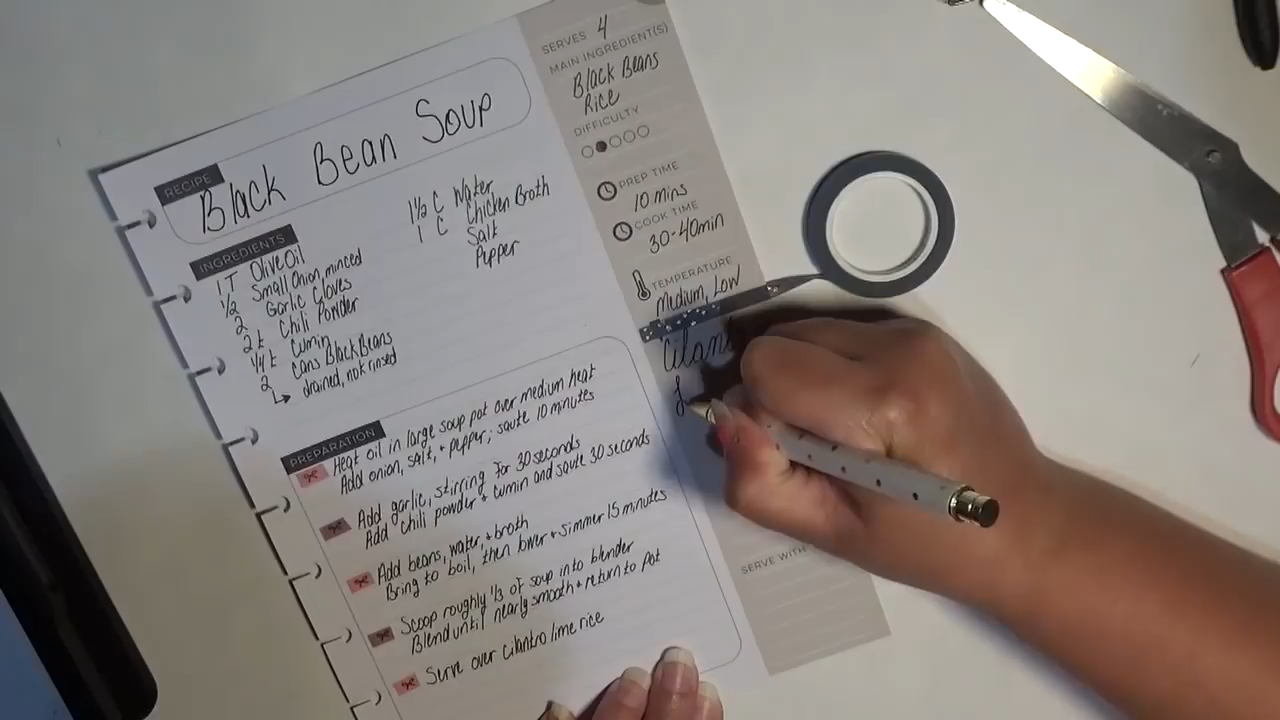 RECIPE
Black Bean Soup
INGREDIENTS
1 T Olive Oil
1/2 Small Onion, minced
2 Garlic Cloves
2 t Chili Powder
1/4 t Cumin
2 Cans Black Beans
drained, not rinsed
1 1/2 C Water
1 C Chicken Broth
Salt
Pepper
PREPARATION
Heat oil in large soup pot over medium heat
Add onion, salt, + pepper; saute 10 minutes
Add garlic, stirring for 30 seconds
Add chili powder + cumin and saute 30 seconds
Add beans, water, + broth
Bring to boil, then lower + simmer 15 minutes
Scoop roughly 1/3 of soup into blender
Blend until nearly smooth + return to pot
Serve over cilantro lime rice
SERVES 4
MAIN INGREDIENT(S)
Black Beans
Rice
DIFFICULTY
PREP TIME
10 mins
COOK TIME
30-40min
TEMPERATURE
Medium, Low
SERVE WITH